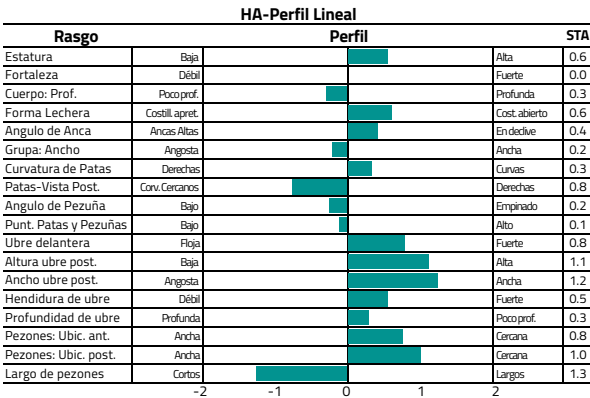 HA-Perfil Lineal
Rasgo Perfil STA
Estatura Baja Alta 0.6
Fortaleza Débil Fuerte 0.0
Cuerpo: Prof. Poco prof. Profunda 0.3
Forma Lechera Costill. apret. Cost. abierto 0.6
Angulo de Anca Ancas Altas En declive 0.4
Grupa: Ancho Angosta Ancha 0.2
Curvatura de Patas Derechas Curvas 0.3
Patas-Vista Post. Corv. Cercanos Derechas 0.8
Angulo de Pezuña Bajo Empinado 0.2
Punt. Patas y Pezuñas Bajo Alto 0.1
Ubre delantera Floja Fuerte 0.8
Altura ubre post. Baja Alta 1.1
Ancho ubre post. Angosta Ancha 1.2
Hendidura de ubre Débil Fuerte 0.5
Profundidad de ubre Profunda Poco prof. 0.3
Pezones: Ubic. ant. Ancha Cercana 0.8
Pezones: Ubic. post. Ancha Cercana 1.0
Largo de pezones Cortos Largos 1.3
-2 -1 0 1 2